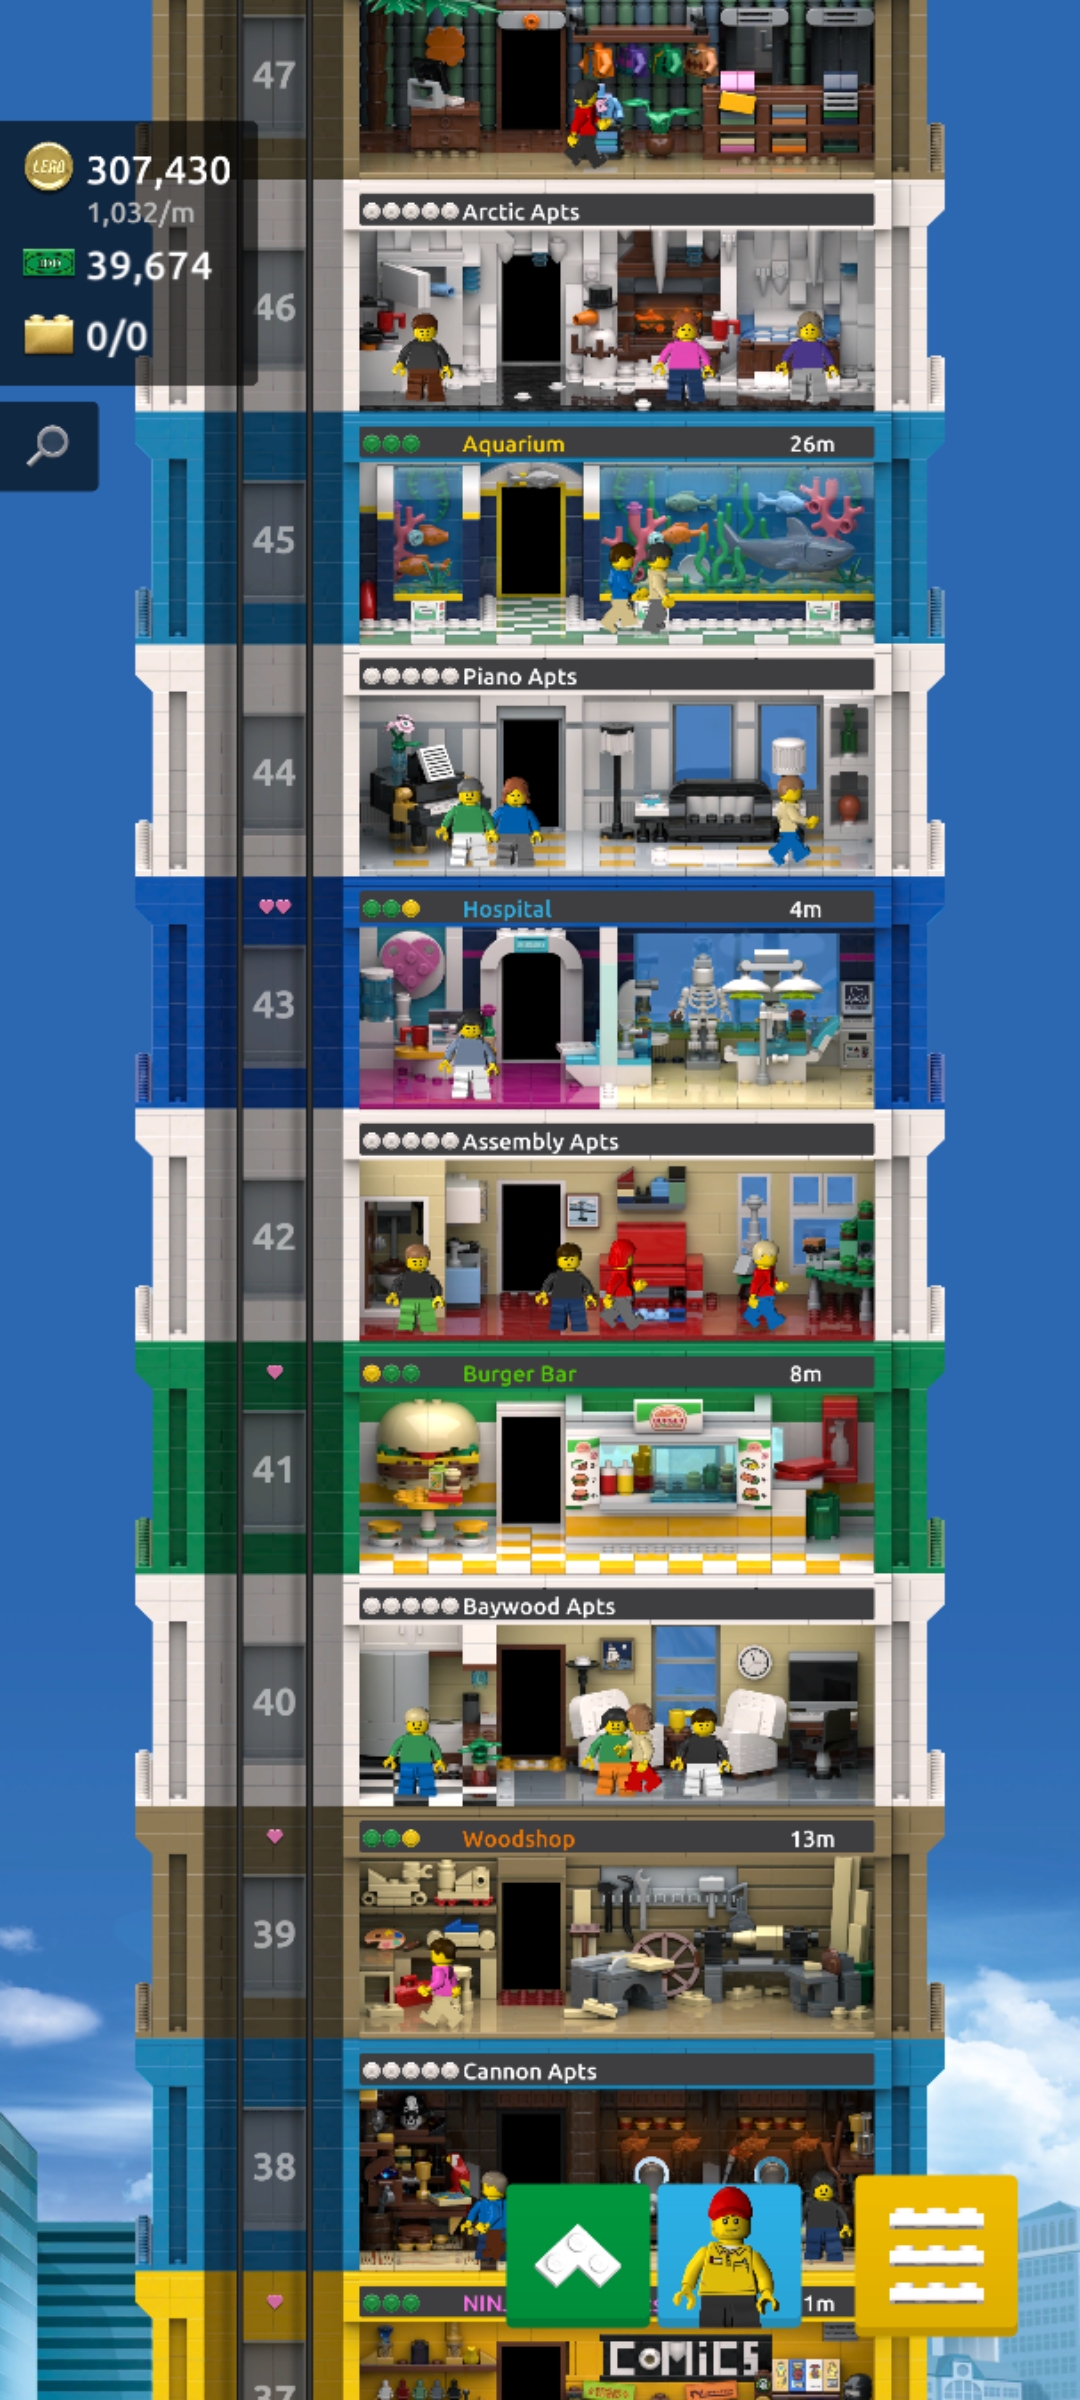 47
LEGO 307,430
1,032/m
39,674
0/0
Arctic Apts
46
Aquarium 26m
45
Piano Apts
44
Hospital 4m
43
Assembly Apts
42
Burger Bar 8m
41
Baywood Apts
40
Woodshop 13m
39
Cannon Apts
38
NIN 1m
COMiCS
37